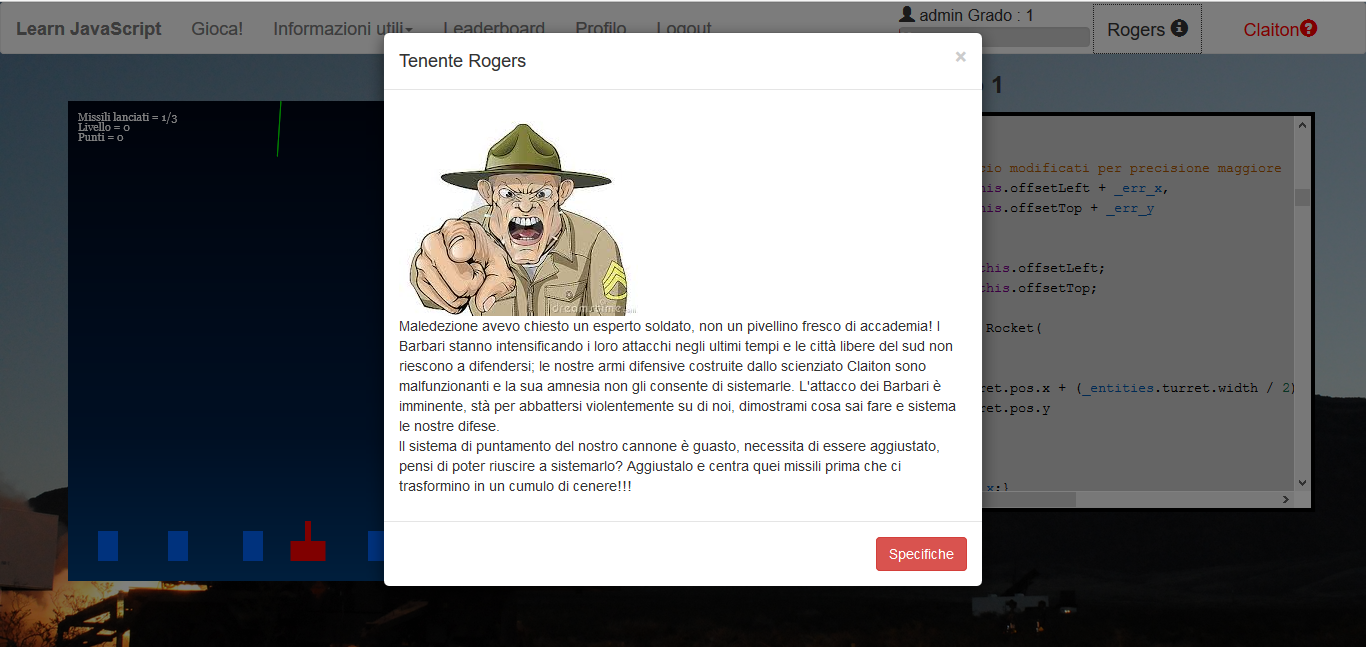 Learn JavaScript Gioca! Informazioni utili Leaderboard Profilo Logout admin Grado : 1 Rogers Claiton
Tenente Rogers ×
1
Missili lanciati = 1/3
Livello = 0
Punti = 0
cio modificati per precisione maggiore
his.offsetLeft + _err_x,
his.offsetTop + _err_y
his.offsetLeft;
his.offsetTop;
Rocket(
ret.pos.x + (_entities.turret.width / 2)
ret.pos.y
x;}
dreamstime
Maledezione avevo chiesto un esperto soldato, non un pivellino fresco di accademia! I
Barbari stanno intensificando i loro attacchi negli ultimi tempi e le città libere del sud non
riescono a difendersi; le nostre armi difensive costruite dallo scienziato Claiton sono
malfunzionanti e la sua amnesia non gli consente di sistemarle. L'attacco dei Barbari è
imminente, stà per abbattersi violentemente su di noi, dimostrami cosa sai fare e sistema
le nostre difese.
Il sistema di puntamento del nostro cannone è guasto, necessita di essere aggiustato,
pensi di poter riuscire a sistemarlo? Aggiustalo e centra quei missili prima che ci
trasformino in un cumulo di cenere!!!
Specifiche